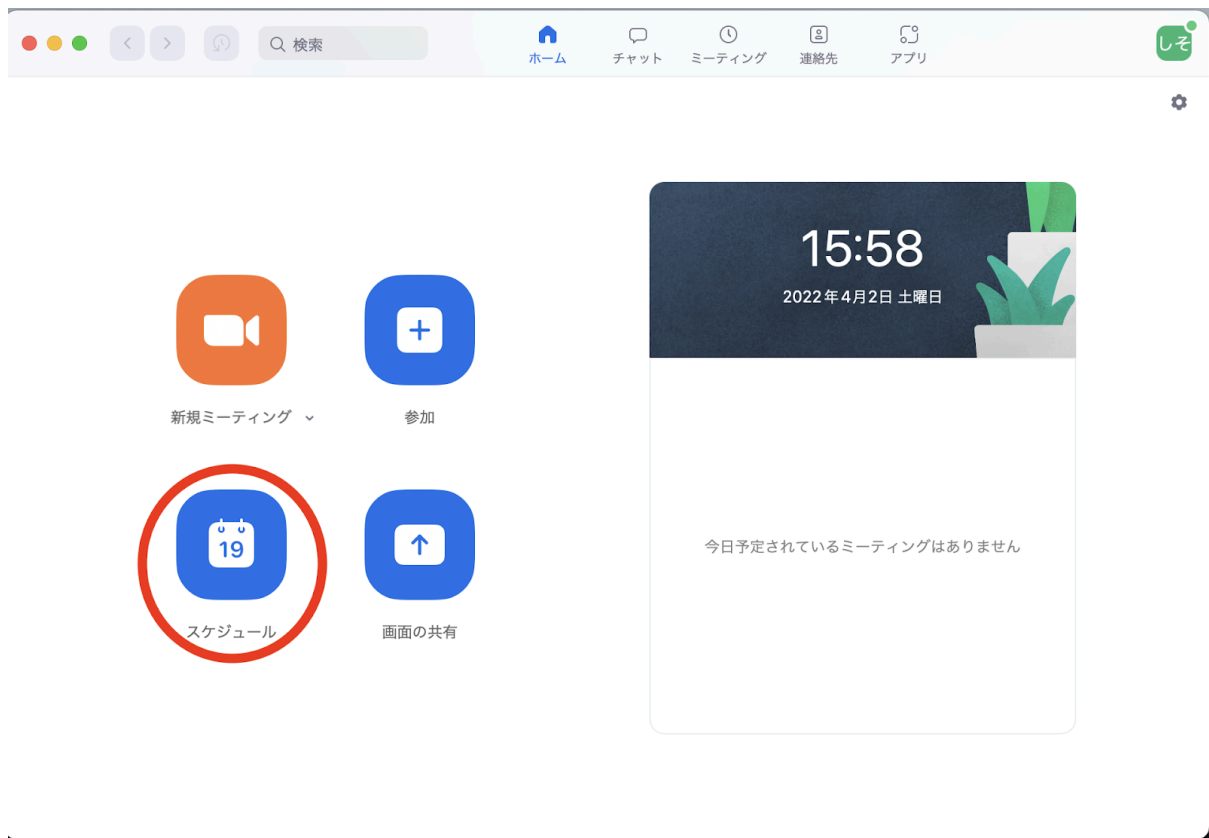 検索
ホーム
チャット
ミーティング
連絡先
アプリ
しそ
15:58
2022年4月2日 土曜日
新規ミーティング
参加
19
スケジュール
画面の共有
今日予定されているミーティングはありません